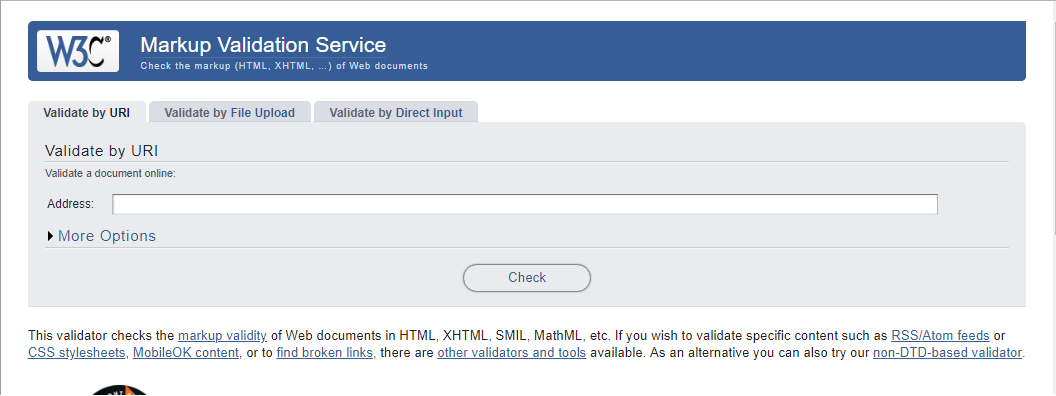 W3C®
Markup Validation Service
Check the markup (HTML, XHTML, …) of Web documents
Validate by URI
Validate by File Upload
Validate by Direct Input
Validate by URI
Validate a document online:
Address:
More Options
Check
This validator checks the markup validity of Web documents in HTML, XHTML, SMIL, MathML, etc. If you wish to validate specific content such as RSS/Atom feeds or
CSS stylesheets, MobileOK content, or to find broken links, there are other validators and tools available. As an alternative you can also try our non-DTD-based validator.